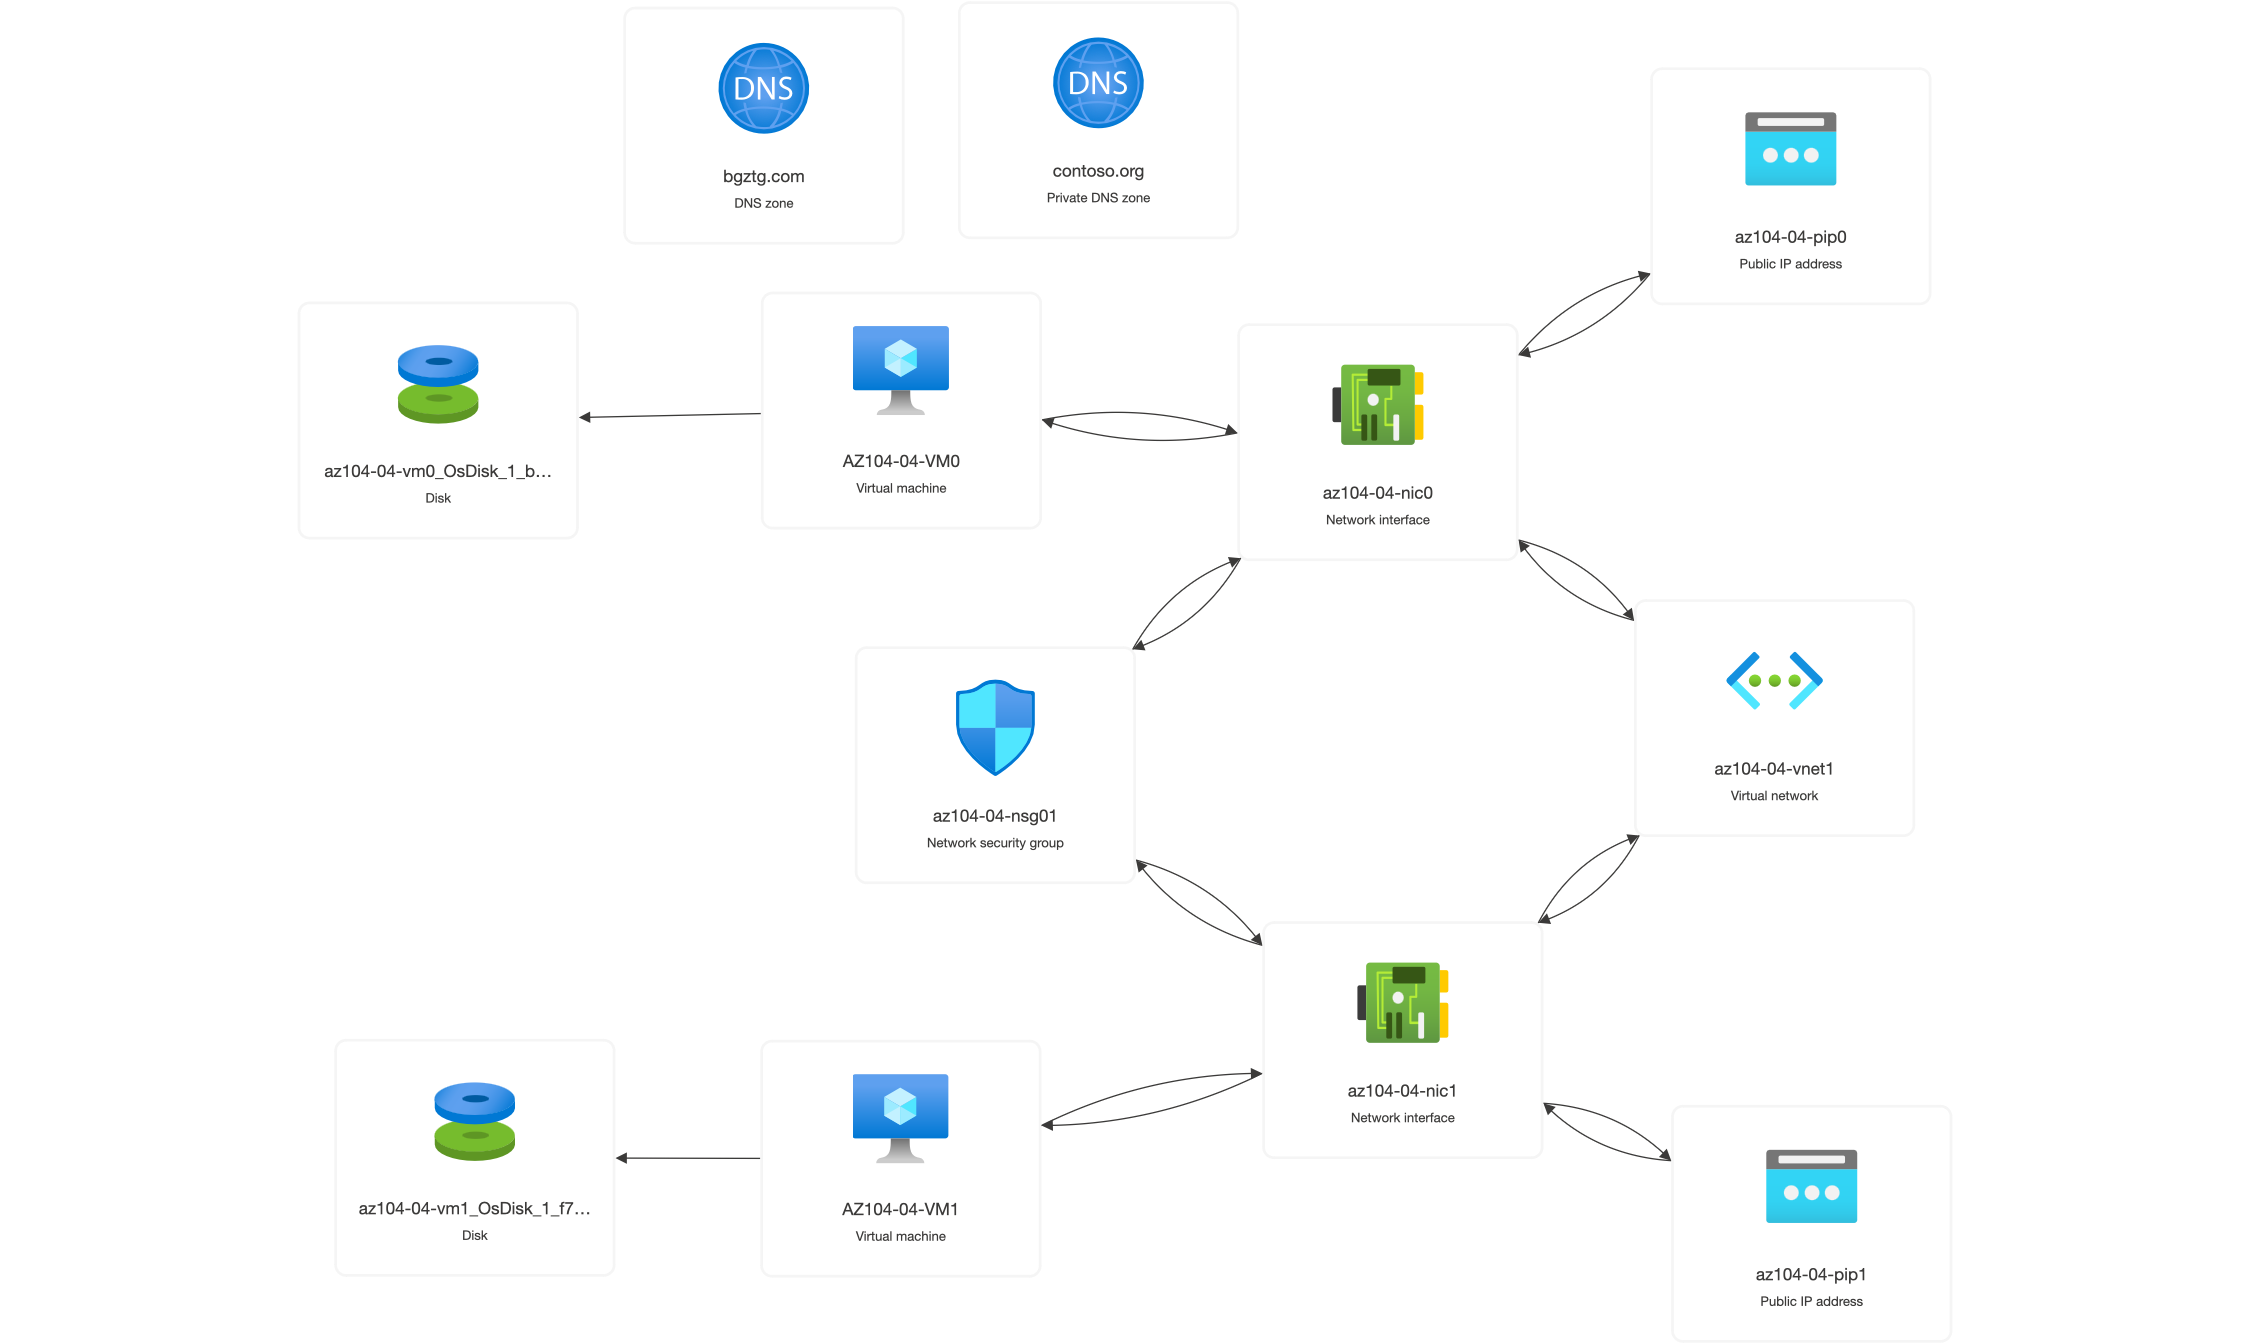 DNS
bgztg.com
DNS zone
DNS
contoso.org
Private DNS zone
az104-04-pip0
Public IP address
az104-04-vm0_OsDisk_1_b...
Disk
AZ104-04-VM0
Virtual machine
az104-04-nic0
Network interface
az104-04-nsg01
Network security group
az104-04-vnet1
Virtual network
az104-04-vm1_OsDisk_1_f7...
Disk
AZ104-04-VM1
Virtual machine
az104-04-nic1
Network interface
az104-04-pip1
Public IP address